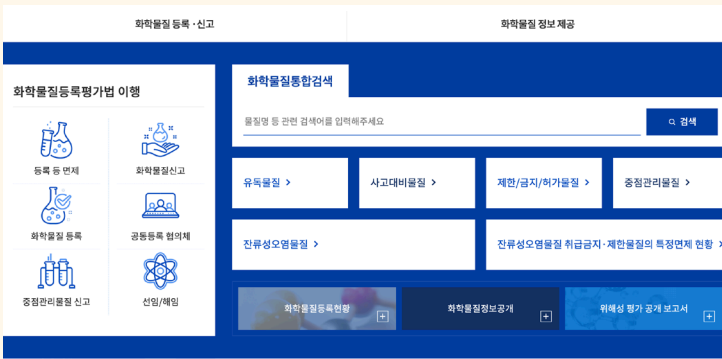 화학물질 등록 ·신고
화학물질 정보 제공
화학물질등록평가법 이행
등록 등 면제
화학물질신고
화학물질 등록
공동등록 협의체
중점관리물질 신고
선임/해임
화학물질통합검색
물질명 등 관련 검색어를 입력해주세요
검색
유독물질 >
사고대비물질 >
제한/금지/허가물질 >
중점관리물질 >
잔류성오염물질 >
잔류성오염물질 취급금지·제한물질의 특정면제 현황 >
화학물질등록현황
화학물질정보공개
위해성 평가 공개 보고서